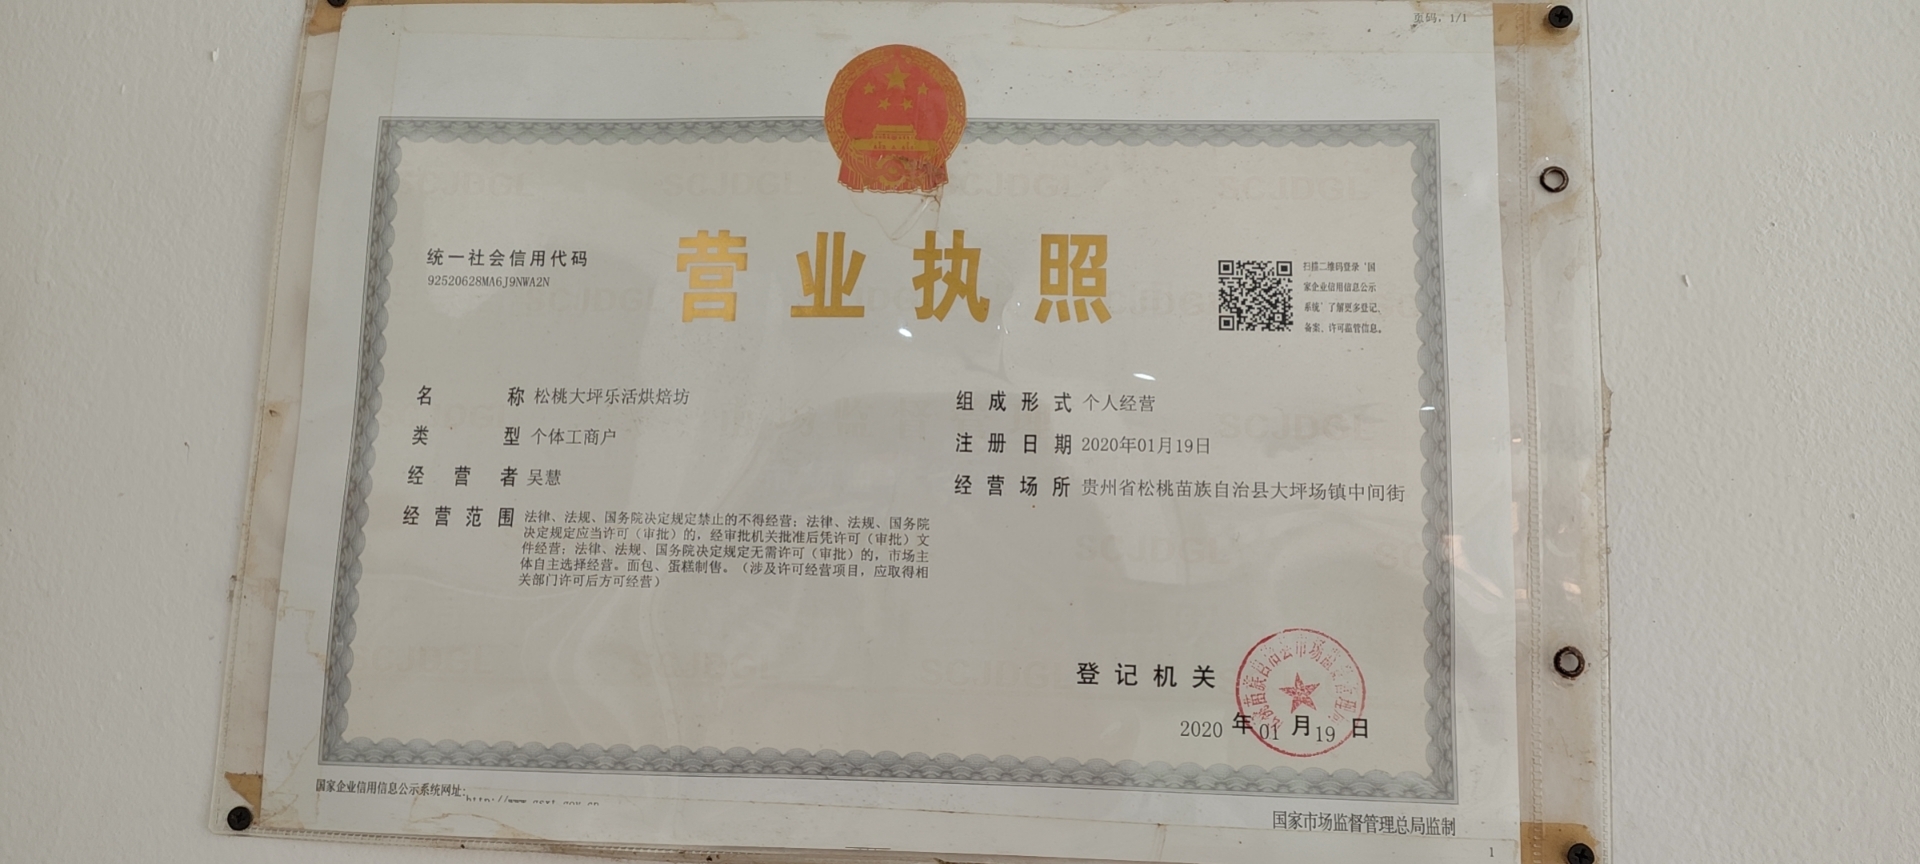 页码：1/1
营业执照
统一社会信用代码
92520628MA6J9NWA2N
扫描二维码登录‘国
家企业信用信息公示
系统’了解更多登记、
备案、许可监管信息。
名称 松桃大坪乐活烘焙坊
类型 个体工商户
经营者 吴慧
经营范围 法律、法规、国务院决定规定禁止的不得经营；法律、法规、国务院
决定规定应当许可（审批）的，经审批机关批准后凭许可（审批）文
件经营；法律、法规、国务院决定规定无需许可（审批）的，市场主
体自主选择经营。面包、蛋糕制售。（涉及许可经营项目，应取得相
关部门许可后方可经营）
组成形式 个人经营
注册日期 2020年01月19日
经营场所 贵州省松桃苗族自治县大坪场镇中间街
登记机关
2020 年 01 月 19 日
国家企业信用信息公示系统网址：
国家市场监督管理总局监制
1